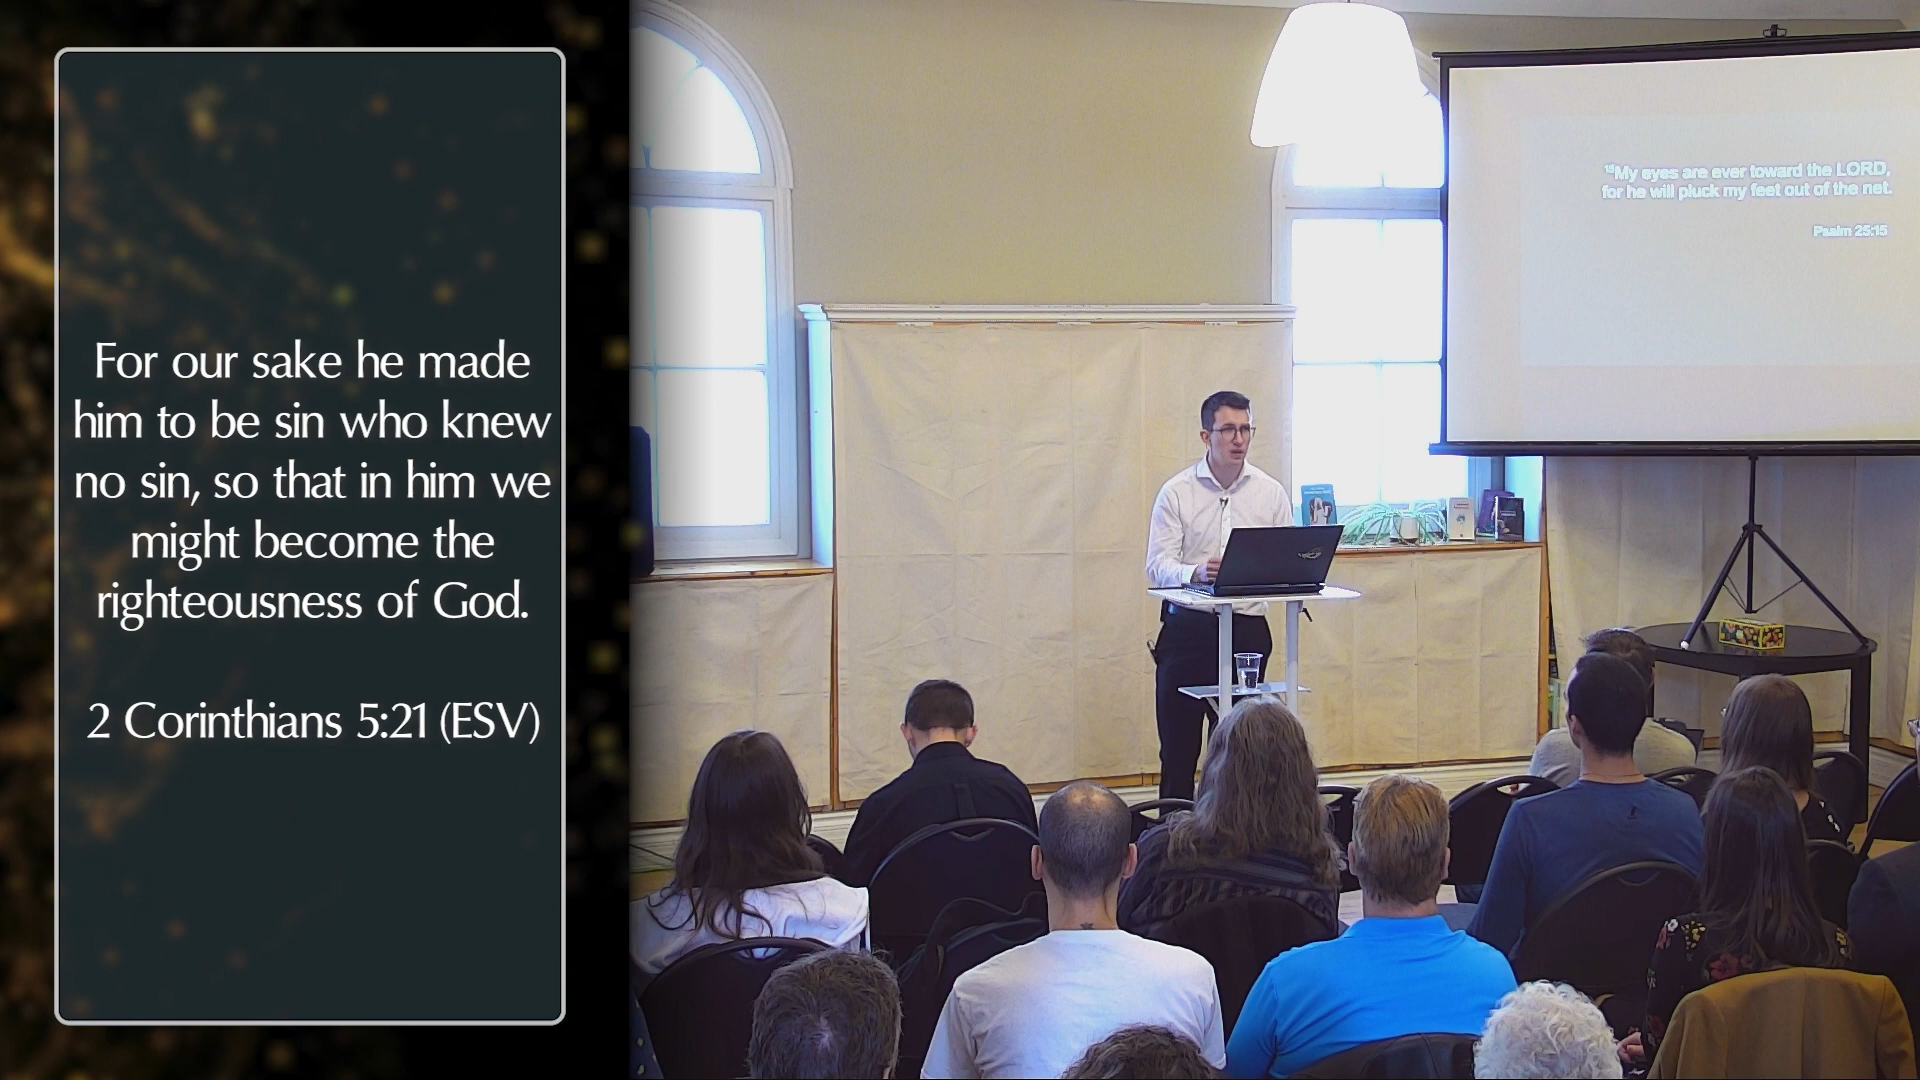 For our sake he made
him to be sin who knew
no sin, so that in him we
might become the
righteousness of God.
2 Corinthians 5:21 (ESV)
¹⁵My eyes are ever toward the LORD,
for he will pluck my feet out of the net.
Psalm 25:15